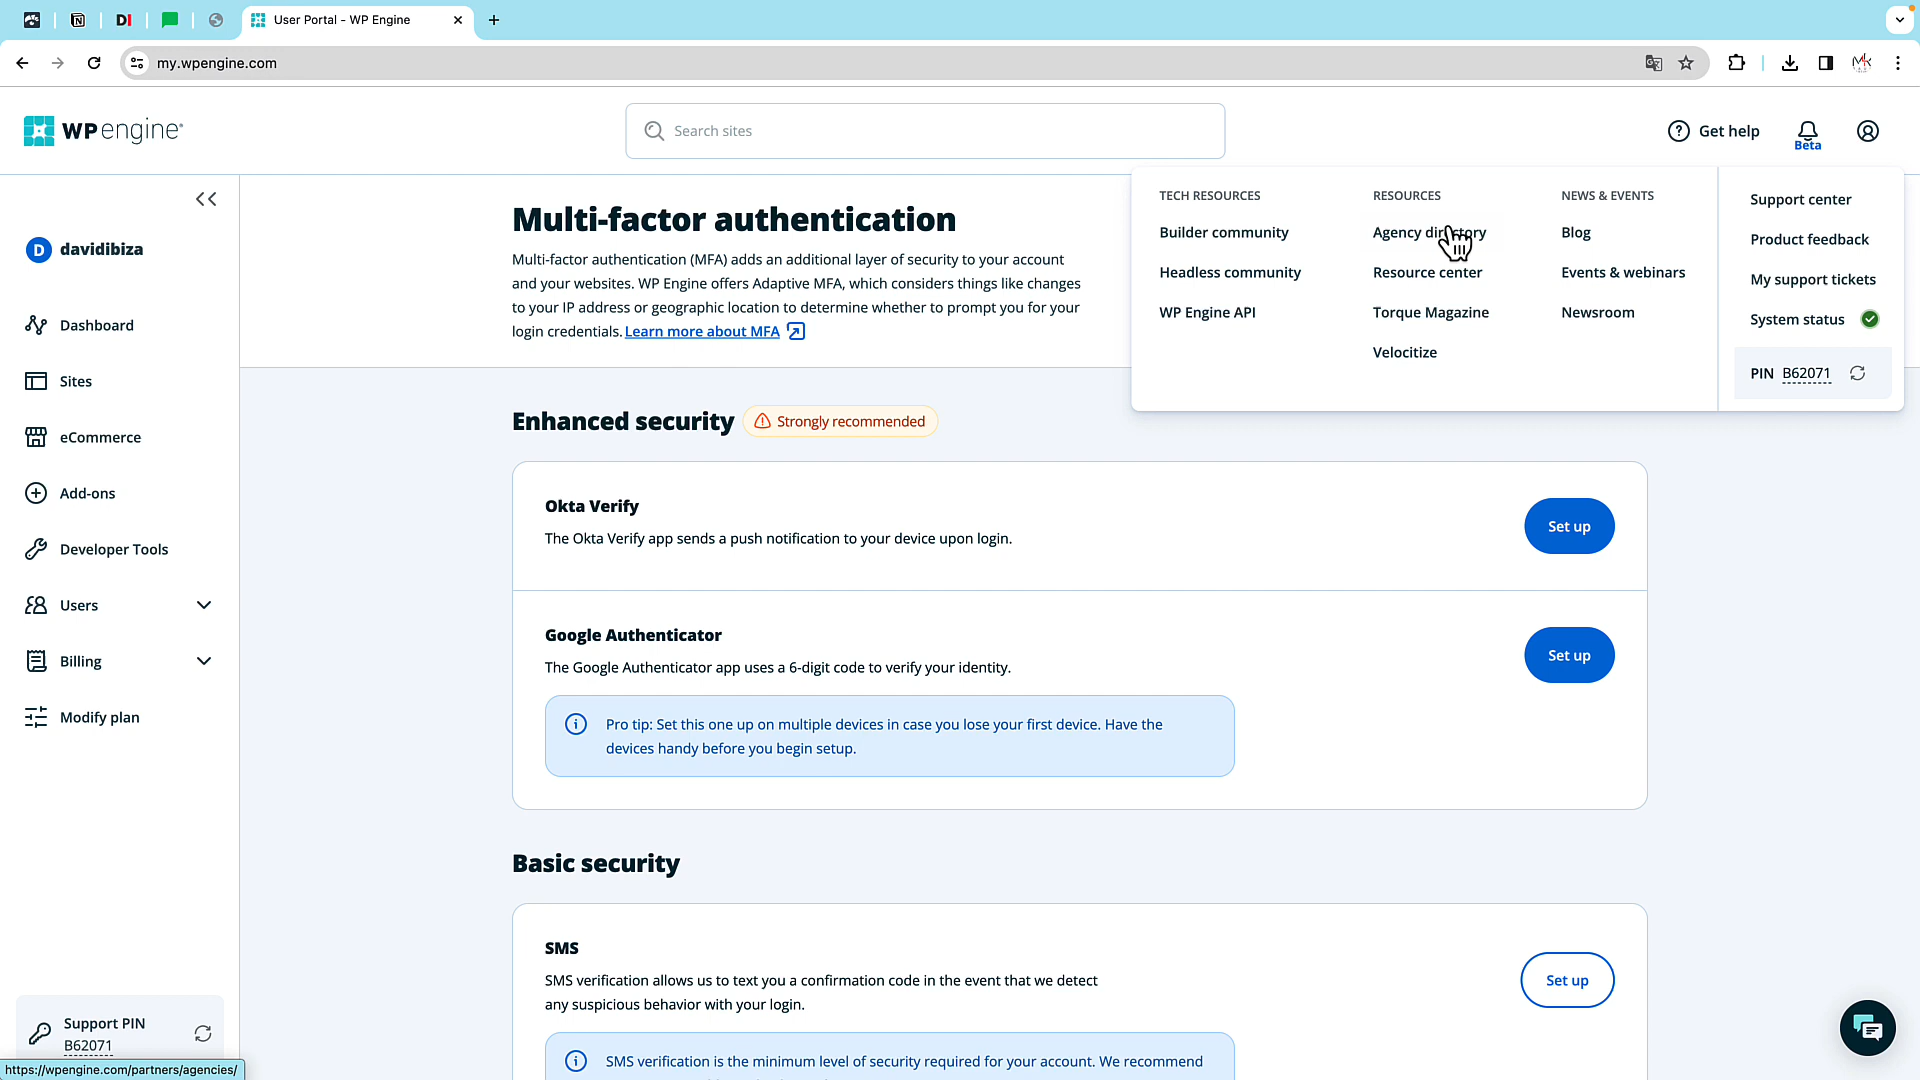 DI
User Portal - WP Engine
my.wpengine.com
WP engine
Search sites
Get help
Beta
davidibiza
D
Dashboard
Sites
eCommerce
Add-ons
Developer Tools
Users
Billing
Modify plan
Support PIN
B62071
https://wpengine.com/partners/agencies/
Multi-factor authentication
Multi-factor authentication (MFA) adds an additional layer of security to your account
and your websites. WP Engine offers Adaptive MFA, which considers things like changes
to your IP address or geographic location to determine whether to prompt you for your
login credentials. Learn more about MFA
TECH RESOURCES
Builder community
Headless community
WP Engine API
RESOURCES
Agency directory
Resource center
Torque Magazine
Velocitize
NEWS & EVENTS
Blog
Events & webinars
Newsroom
Support center
Product feedback
My support tickets
System status
PIN B62071
Enhanced security
Strongly recommended
Okta Verify
The Okta Verify app sends a push notification to your device upon login.
Set up
Google Authenticator
The Google Authenticator app uses a 6-digit code to verify your identity.
Set up
Pro tip: Set this one up on multiple devices in case you lose your first device. Have the
devices handy before you begin setup.
Basic security
SMS
SMS verification allows us to text you a confirmation code in the event that we detect
any suspicious behavior with your login.
Set up
SMS verification is the minimum level of security required for your account. We recommend